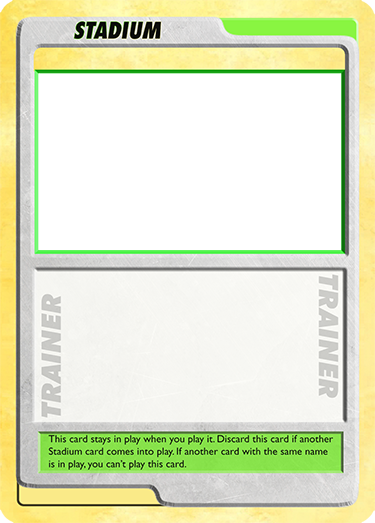 STADIUM
TRAINER
TRAINER
This card stays in play when you play it. Discard this card if another
Stadium card comes into play. If another card with the same name
is in play, you can't play this card.